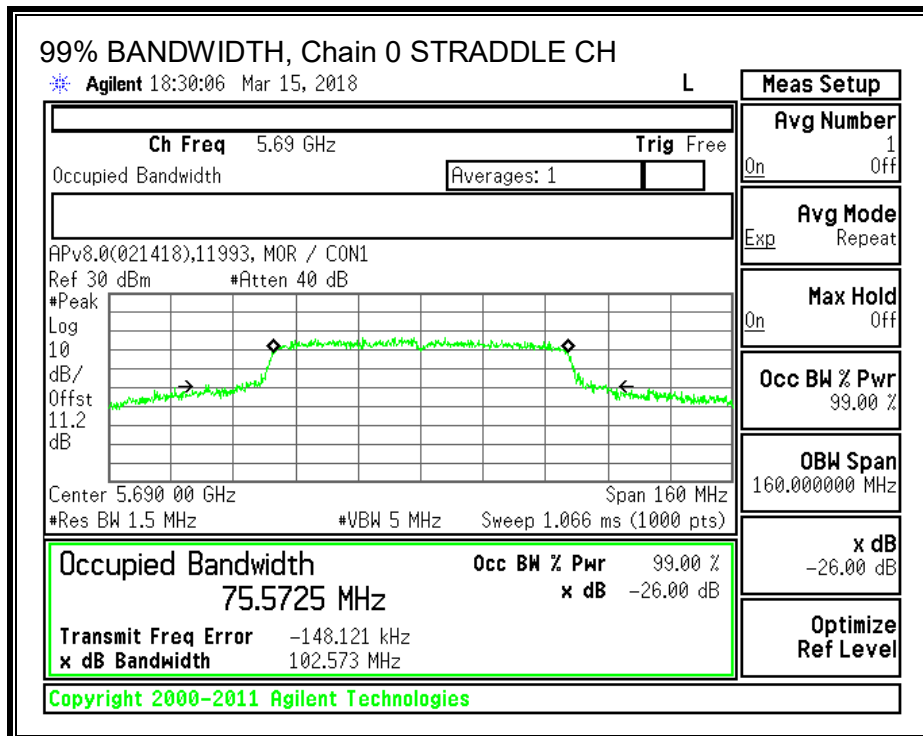 99% BANDWIDTH, Chain 0 STRADDLE CH
Agilent 18:30:06 Mar 15, 2018 L
Ch Freq 5.69 GHz Trig Free
Occupied Bandwidth Averages: 1
APv8.0(021418),11993, MOR / CON1
Ref 30 dBm #Atten 40 dB
#Peak
Log
10
dB/
Offst
11.2
dB
Center 5.690 00 GHz Span 160 MHz
#Res BW 1.5 MHz #VBW 5 MHz Sweep 1.066 ms (1000 pts)
Occupied Bandwidth Occ BW % Pwr 99.00 %
75.5725 MHz x dB -26.00 dB
Transmit Freq Error -148.121 kHz
x dB Bandwidth 102.573 MHz
Copyright 2000-2011 Agilent Technologies
Meas Setup
Avg Number
1
On Off
Avg Mode
Exp Repeat
Max Hold
On Off
Occ BW % Pwr
99.00 %
OBW Span
160.000000 MHz
x dB
-26.00 dB
Optimize
Ref Level